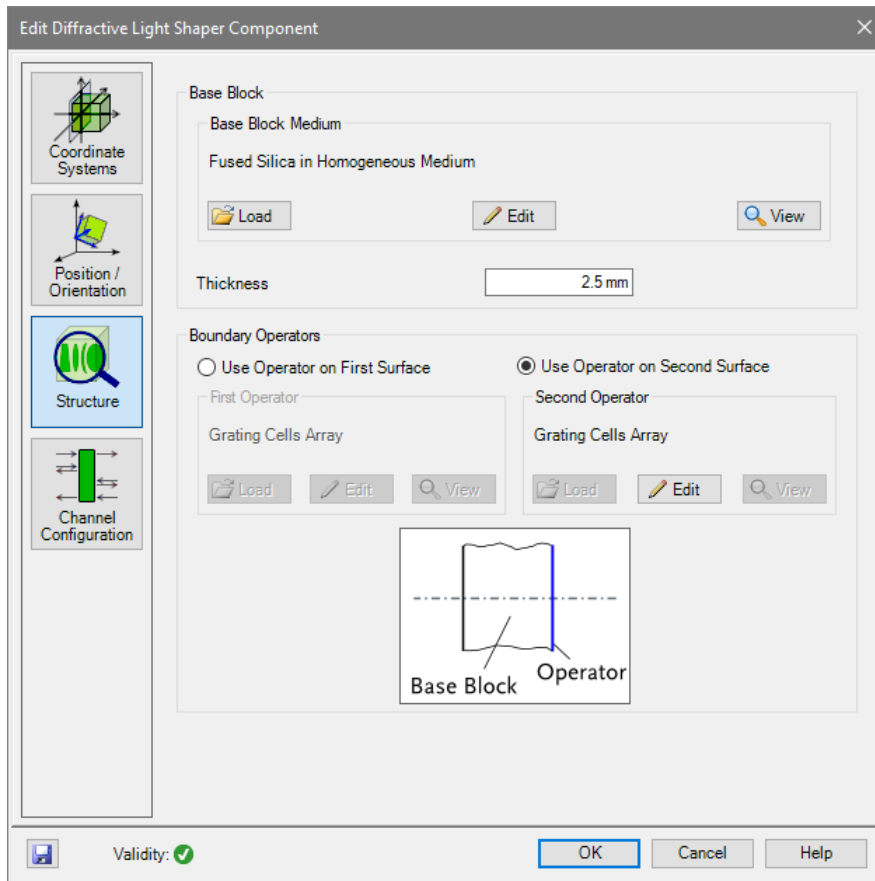 Edit Diffractive Light Shaper Component
Coordinate
Systems
Position /
Orientation
Structure
Channel
Configuration
Base Block
Base Block Medium
Fused Silica in Homogeneous Medium
Load
Edit
View
Thickness
2.5 mm
Boundary Operators
Use Operator on First Surface
Use Operator on Second Surface
First Operator
Grating Cells Array
Load
Edit
View
Second Operator
Grating Cells Array
Load
Edit
View
Base Block
Operator
Validity:
OK
Cancel
Help